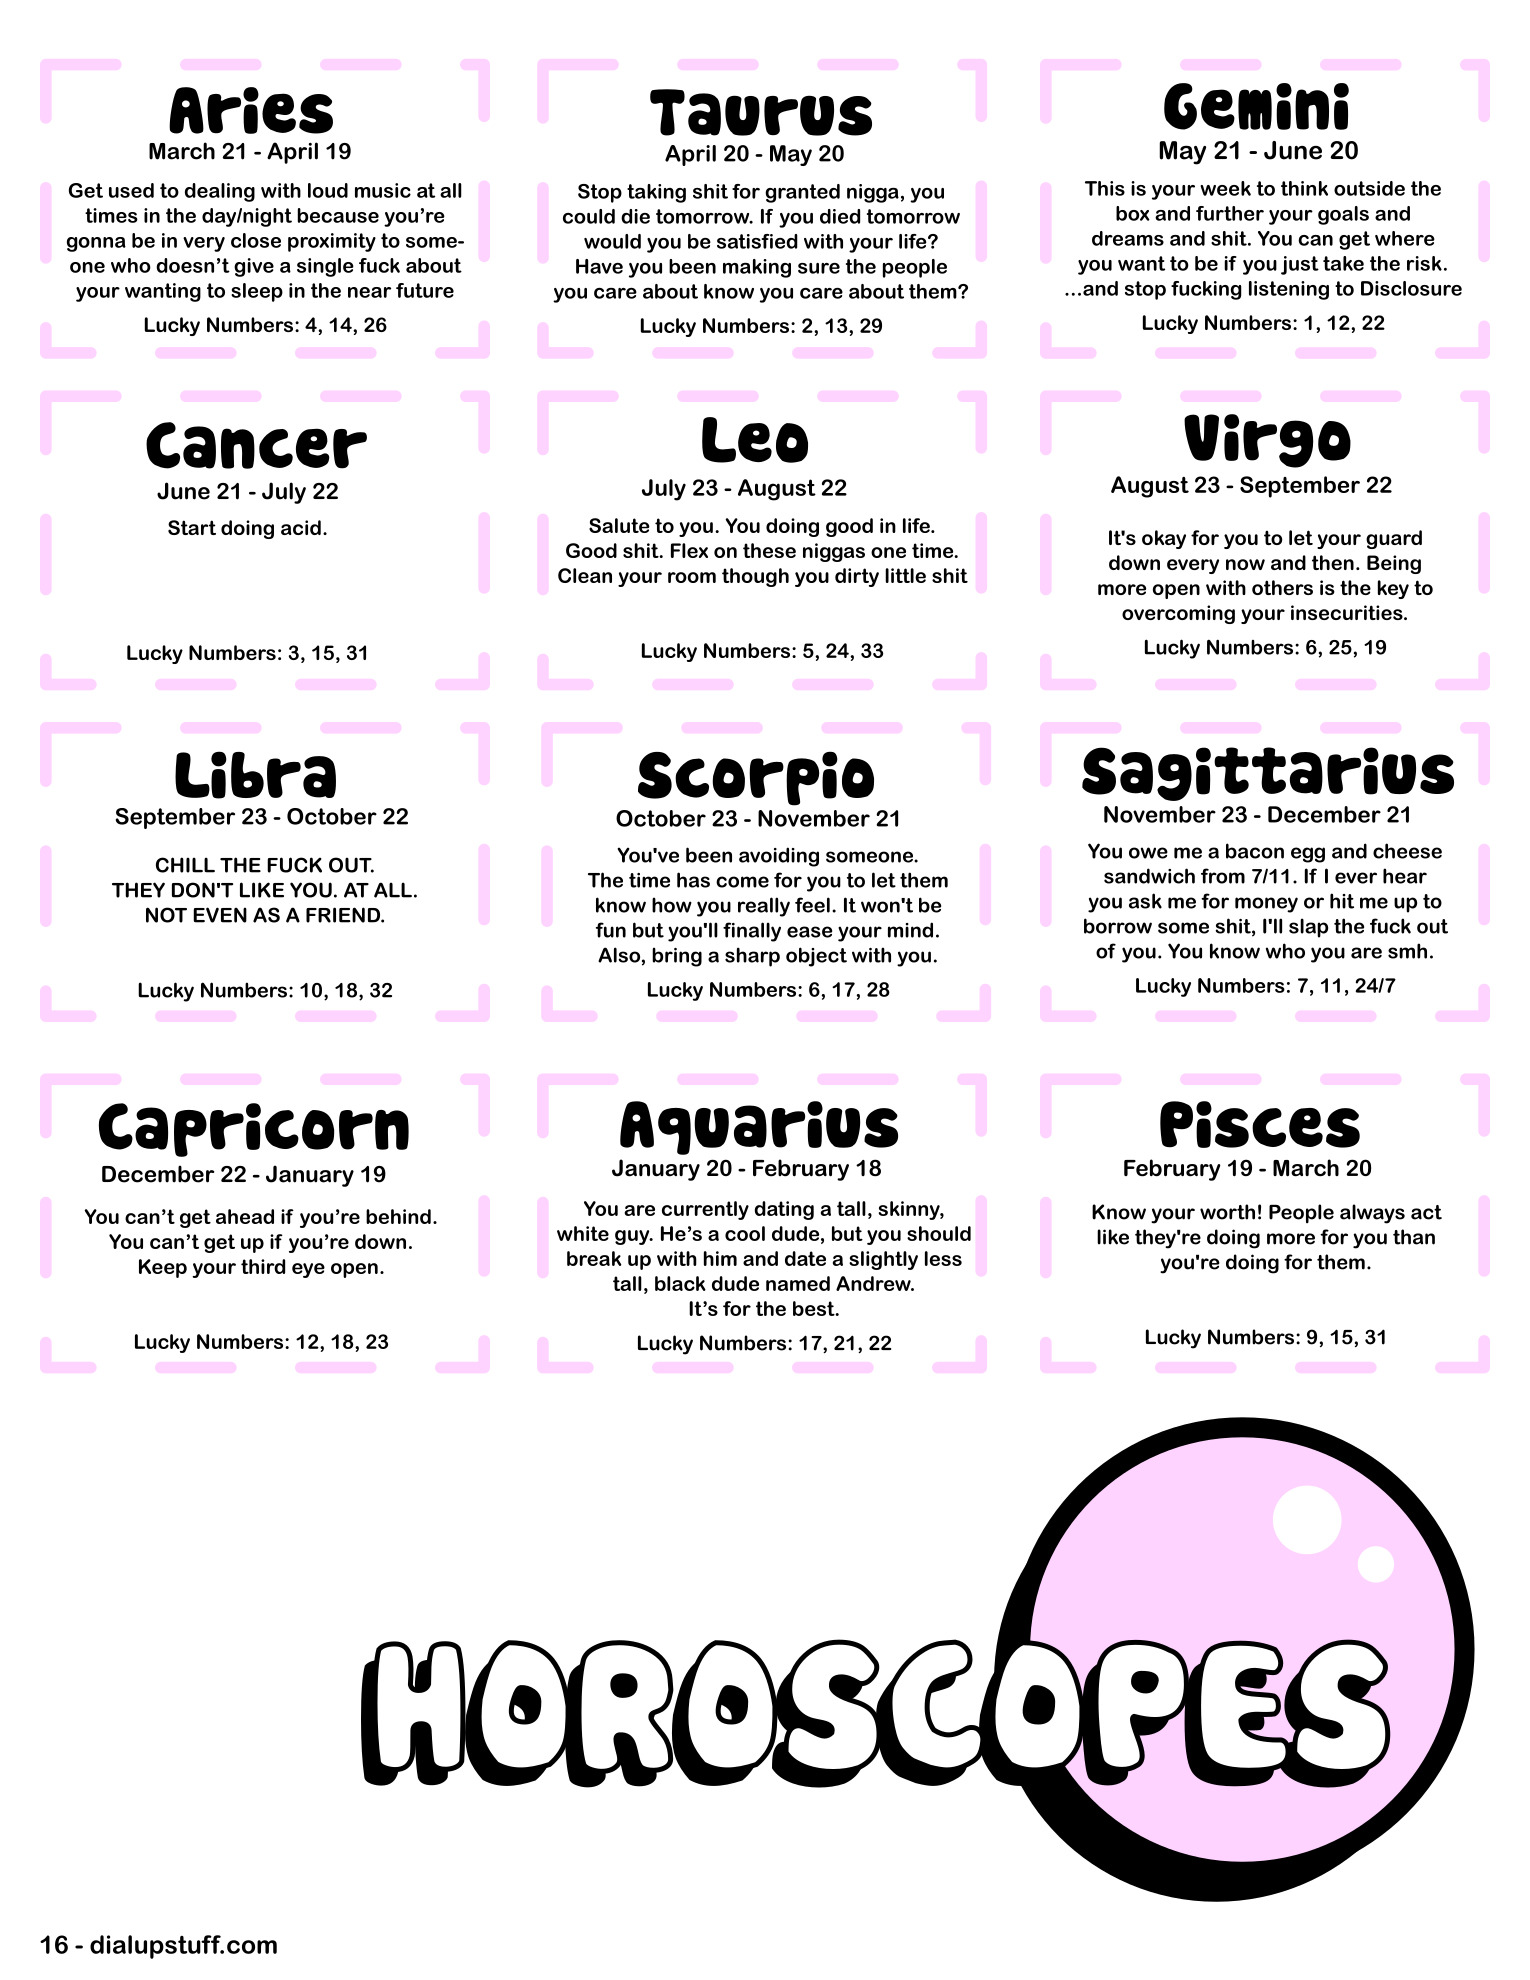 Aries
March 21 - April 19
Get used to dealing with loud music at all
times in the day/night because you’re
gonna be in very close proximity to some-
one who doesn’t give a single fuck about
your wanting to sleep in the near future
Lucky Numbers: 4, 14, 26
Taurus
April 20 - May 20
Stop taking shit for granted nigga, you
could die tomorrow. If you died tomorrow
would you be satisfied with your life?
Have you been making sure the people
you care about know you care about them?
Lucky Numbers: 2, 13, 29
Gemini
May 21 - June 20
This is your week to think outside the
box and further your goals and
dreams and shit. You can get where
you want to be if you just take the risk.
...and stop fucking listening to Disclosure
Lucky Numbers: 1, 12, 22
Cancer
June 21 - July 22
Start doing acid.
Lucky Numbers: 3, 15, 31
Leo
July 23 - August 22
Salute to you. You doing good in life.
Good shit. Flex on these niggas one time.
Clean your room though you dirty little shit
Lucky Numbers: 5, 24, 33
Virgo
August 23 - September 22
It's okay for you to let your guard
down every now and then. Being
more open with others is the key to
overcoming your insecurities.
Lucky Numbers: 6, 25, 19
Libra
September 23 - October 22
CHILL THE FUCK OUT.
THEY DON'T LIKE YOU. AT ALL.
NOT EVEN AS A FRIEND.
Lucky Numbers: 10, 18, 32
Scorpio
October 23 - November 21
You've been avoiding someone.
The time has come for you to let them
know how you really feel. It won't be
fun but you'll finally ease your mind.
Also, bring a sharp object with you.
Lucky Numbers: 6, 17, 28
Sagittarius
November 23 - December 21
You owe me a bacon egg and cheese
sandwich from 7/11. If I ever hear
you ask me for money or hit me up to
borrow some shit, I'll slap the fuck out
of you. You know who you are smh.
Lucky Numbers: 7, 11, 24/7
Capricorn
December 22 - January 19
You can’t get ahead if you’re behind.
You can’t get up if you’re down.
Keep your third eye open.
Lucky Numbers: 12, 18, 23
Aquarius
January 20 - February 18
You are currently dating a tall, skinny,
white guy. He’s a cool dude, but you should
break up with him and date a slightly less
tall, black dude named Andrew.
It’s for the best.
Lucky Numbers: 17, 21, 22
Pisces
February 19 - March 20
Know your worth! People always act
like they're doing more for you than
you're doing for them.
Lucky Numbers: 9, 15, 31
HOROSCOPES
16 - dialupstuff.com